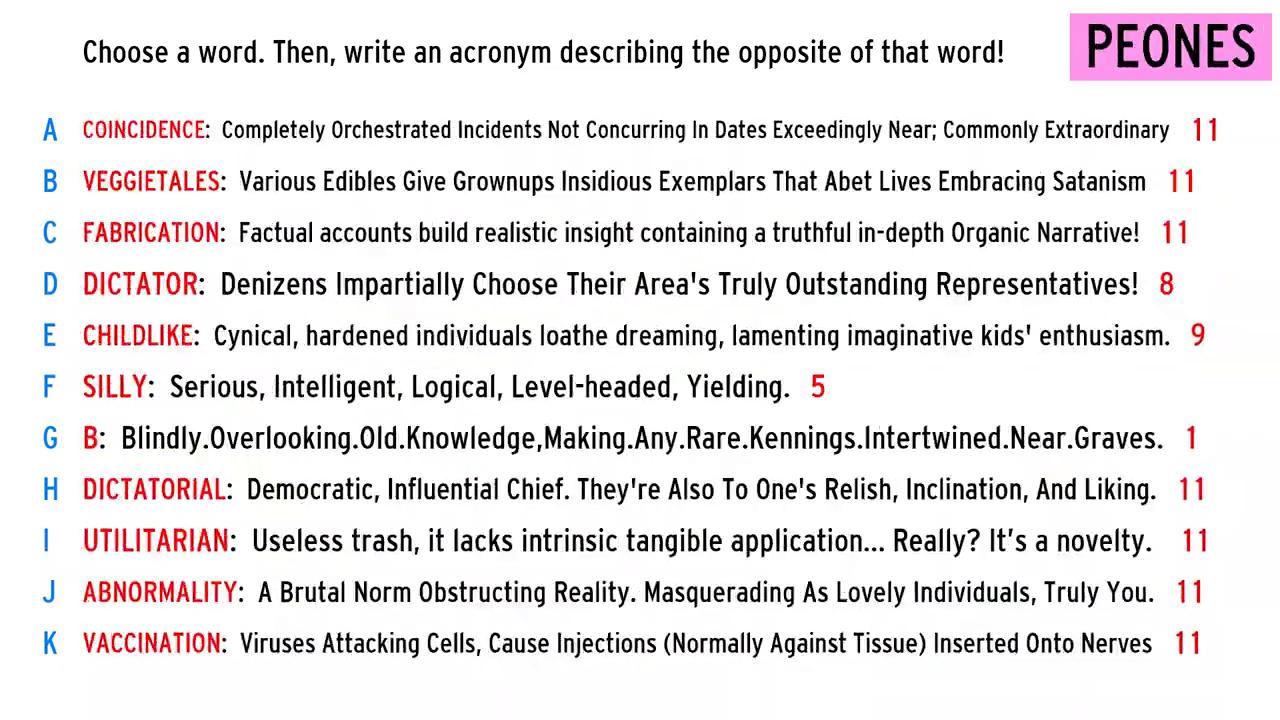 Choose a word. Then, write an acronym describing the opposite of that word!
PEONES
A COINCIDENCE: Completely Orchestrated Incidents Not Concurring In Dates Exceedingly Near; Commonly Extraordinary 11
B VEGGIETALES: Various Edibles Give Grownups Insidious Exemplars That Abet Lives Embracing Satanism 11
C FABRICATION: Factual accounts build realistic insight containing a truthful in-depth Organic Narrative! 11
D DICTATOR: Denizens Impartially Choose Their Area's Truly Outstanding Representatives! 8
E CHILDLIKE: Cynical, hardened individuals loathe dreaming, lamenting imaginative kids' enthusiasm. 9
F SILLY: Serious, Intelligent, Logical, Level-headed, Yielding. 5
G B: Blindly.Overlooking.Old.Knowledge,Making.Any.Rare.Kennings.Intertwined.Near.Graves. 1
H DICTATORIAL: Democratic, Influential Chief. They're Also To One's Relish, Inclination, And Liking. 11
I UTILITARIAN: Useless trash, it lacks intrinsic tangible application... Really? It’s a novelty. 11
J ABNORMALITY: A Brutal Norm Obstructing Reality. Masquerading As Lovely Individuals, Truly You. 11
K VACCINATION: Viruses Attacking Cells, Cause Injections (Normally Against Tissue) Inserted Onto Nerves 11